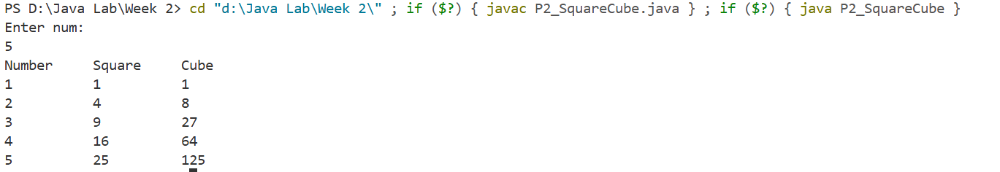 PS D:\Java Lab\Week 2> cd "d:\Java Lab\Week 2\" ; if ($?) { javac P2_SquareCube.java } ; if ($?) { java P2_SquareCube }
Enter num:
5
Number Square Cube
1 1 1
2 4 8
3 9 27
4 16 64
5 25 125